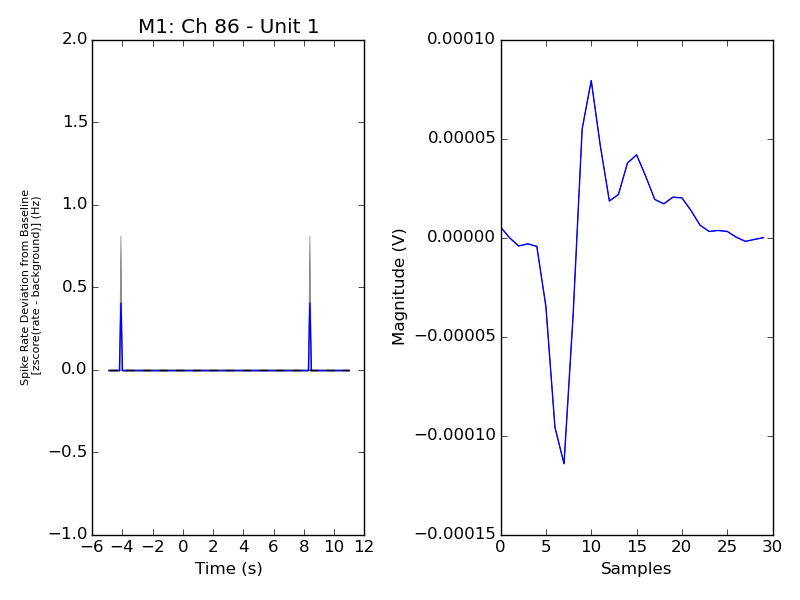 M1: Ch 86 - Unit 1
Spike Rate Deviation from Baseline
[zscore(rate - background)] (Hz)
2.0
1.5
1.0
0.5
0.0
−0.5
−1.0
−6 −4 −2 0 2 4 6 8 10 12
Time (s)
Magnitude (V)
0.00010
0.00005
0.00000
−0.00005
−0.00010
−0.00015
0 5 10 15 20 25 30
Samples